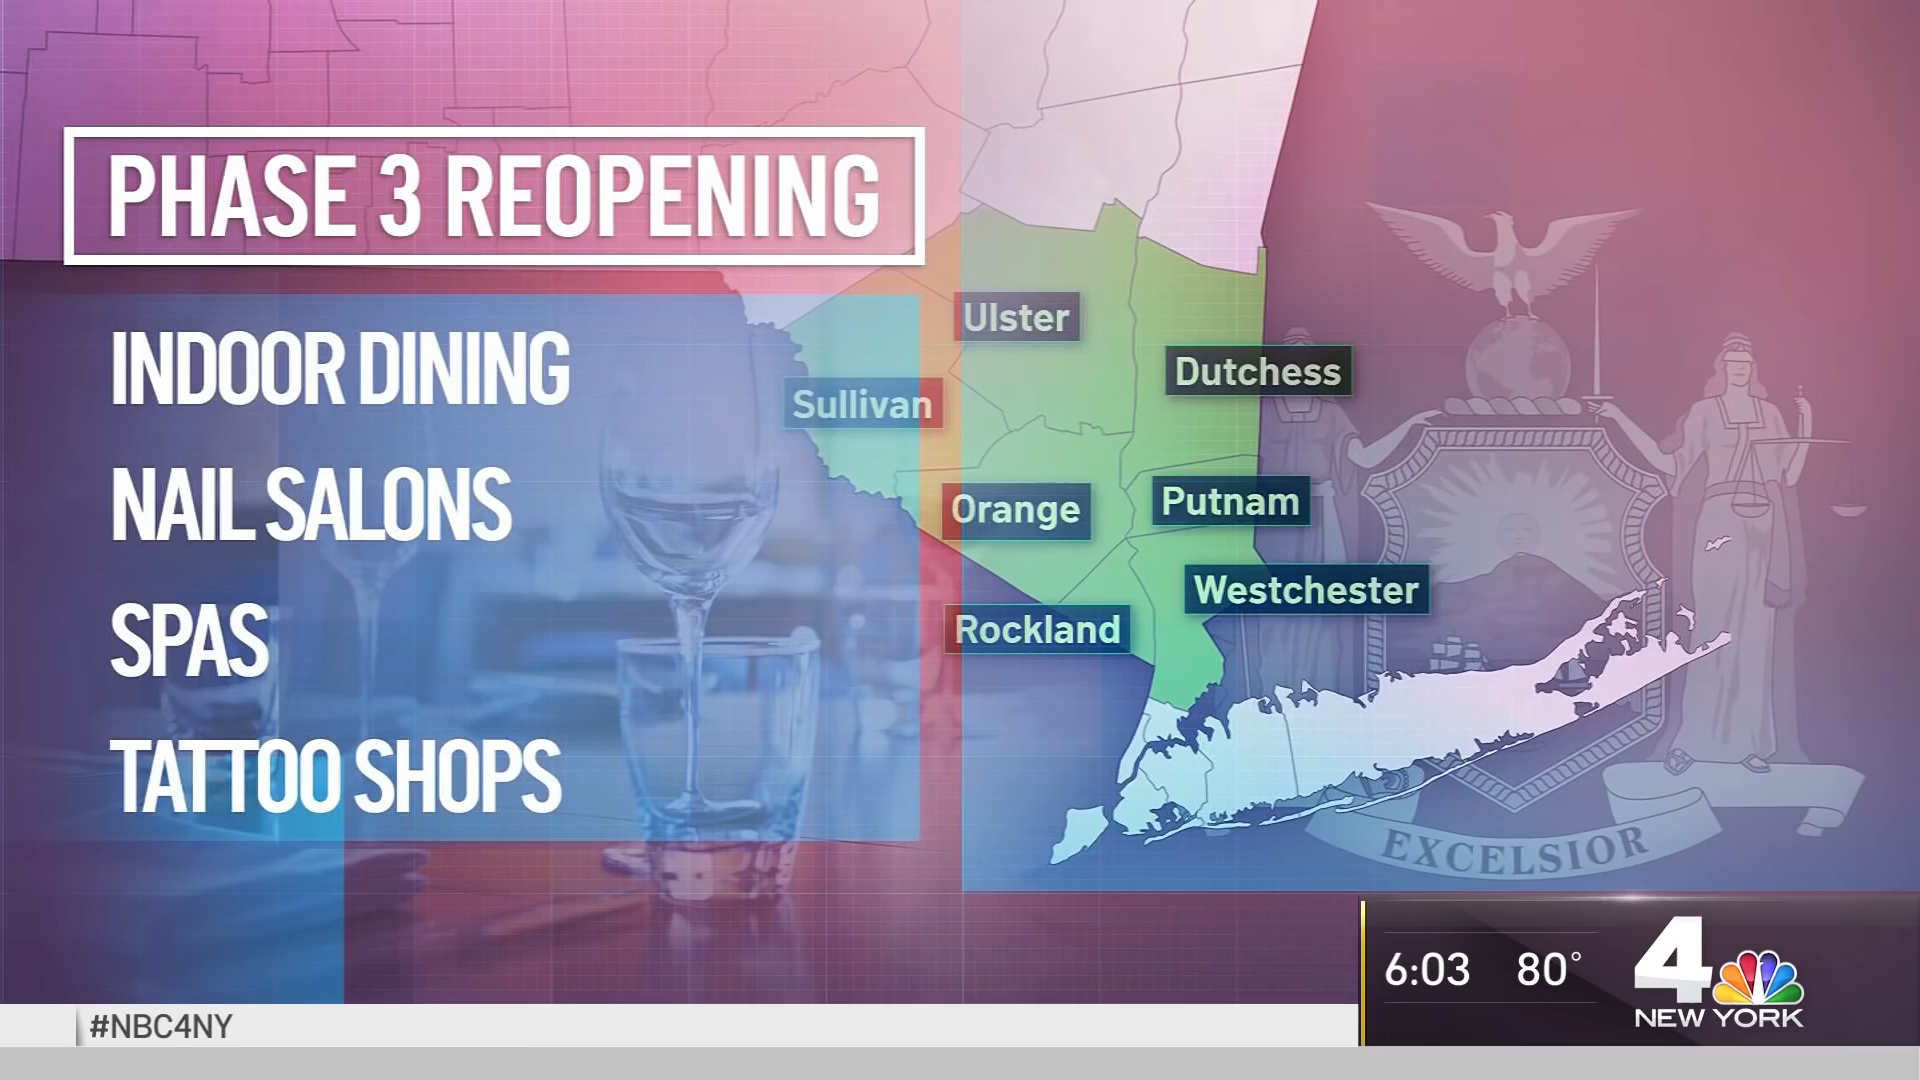 PHASE 3 REOPENING
INDOOR DINING
NAIL SALONS
SPAS
TATTOO SHOPS
Ulster
Dutchess
Sullivan
Orange
Putnam
Westchester
Rockland
EXCELSIOR
6:03 80°
4
NEW YORK
#NBC4NY